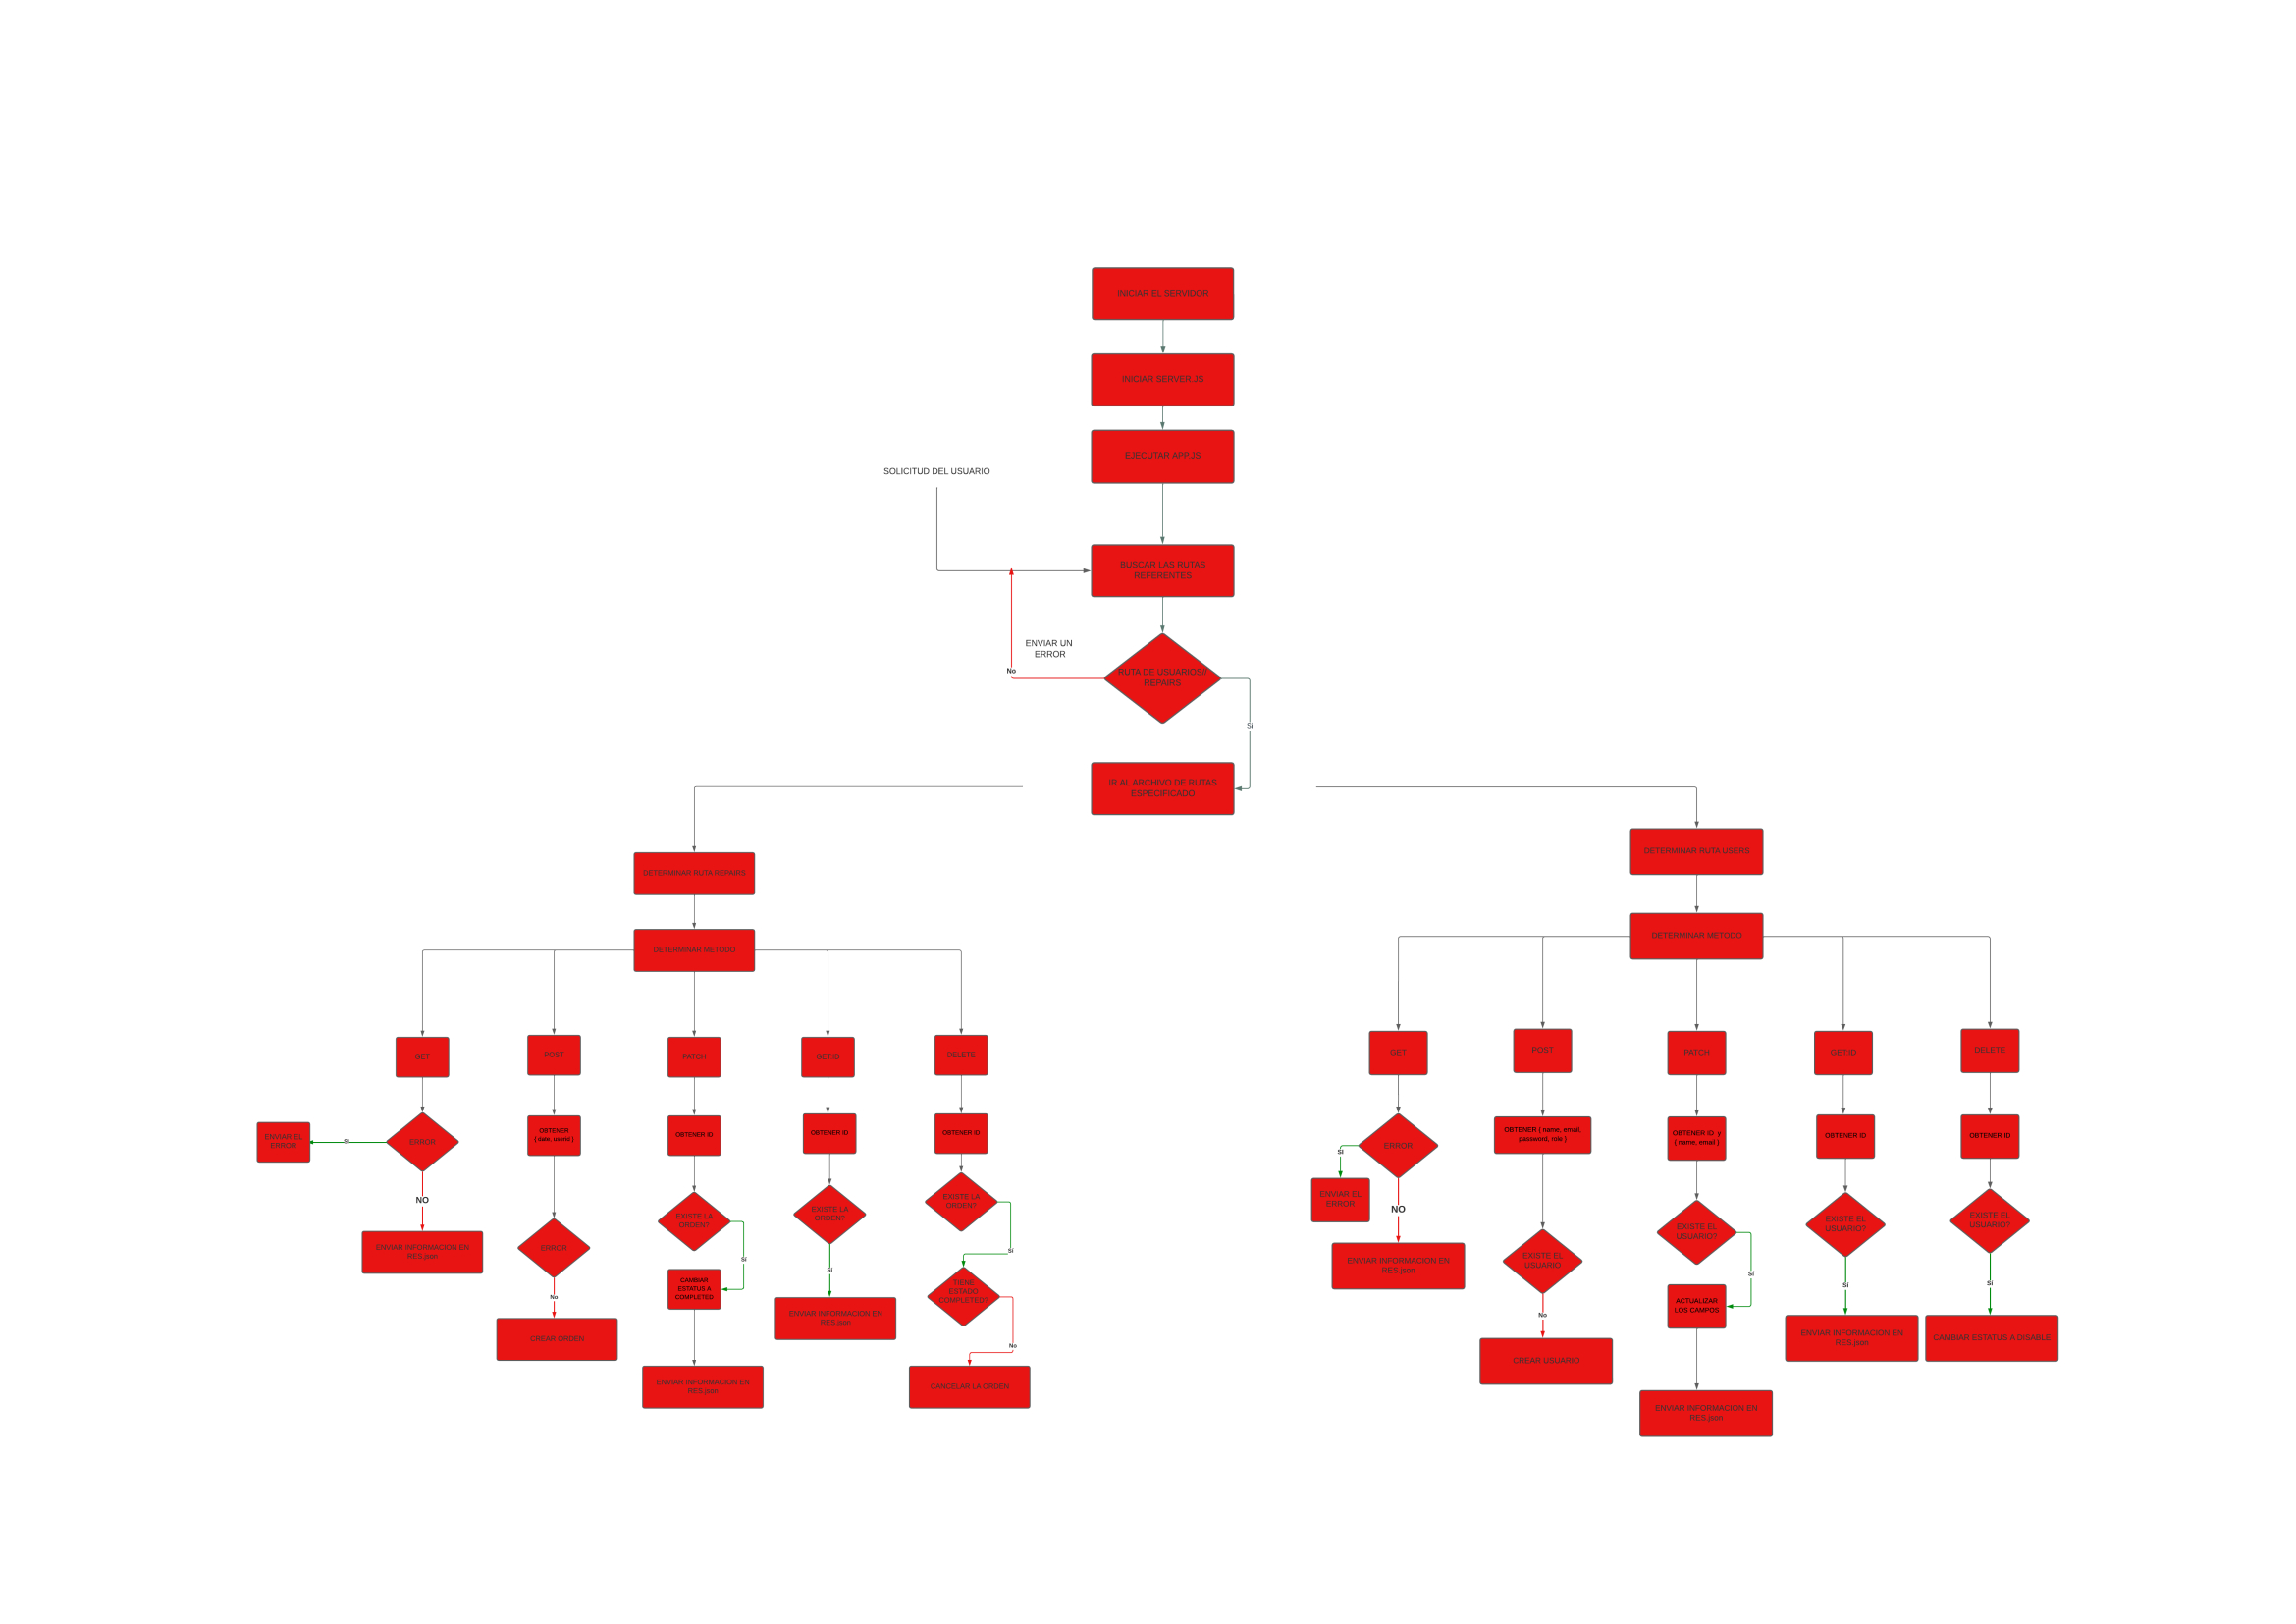 INICIAR EL SERVIDOR
INICIAR SERVER.JS
EJECUTAR APP.JS
SOLICITUD DEL USUARIO
BUSCAR LAS RUTAS
REFERENTES
ENVIAR UN
ERROR
No
RUTA DE USUARIOS//
REPAIRS
Sí
IR AL ARCHIVO DE RUTAS
ESPECIFICADO
DETERMINAR RUTA REPAIRS
DETERMINAR METODO
GET
POST
PATCH
GET:ID
DELETE
ENVIAR EL
ERROR
SI
ERROR
OBTENER
{ date, userId }
OBTENER ID
OBTENER ID
OBTENER ID
NO
ENVIAR INFORMACION EN
RES.json
ERROR
No
CREAR ORDEN
EXISTE LA
ORDEN?
Sí
CAMBIAR
ESTATUS A
COMPLETED
ENVIAR INFORMACION EN
RES.json
EXISTE LA
ORDEN?
Sí
ENVIAR INFORMACION EN
RES.json
EXISTE LA
ORDEN?
Sí
TIENE
ESTADO
COMPLETED?
No
CANCELAR LA ORDEN
DETERMINAR RUTA USERS
DETERMINAR METODO
GET
POST
PATCH
GET:ID
DELETE
ERROR
SI
ENVIAR EL
ERROR
NO
ENVIAR INFORMACION EN
RES.json
OBTENER { name, email,
password, role }
EXISTE EL
USUARIO
No
CREAR USUARIO
OBTENER ID  y
{ name, email }
EXISTE EL
USUARIO?
Sí
ACTUALIZAR
LOS CAMPOS
ENVIAR INFORMACION EN
RES.json
OBTENER ID
EXISTE EL
USUARIO?
Sí
ENVIAR INFORMACION EN
RES.json
OBTENER ID
EXISTE EL
USUARIO?
Sí
CAMBIAR ESTATUS A DISABLE